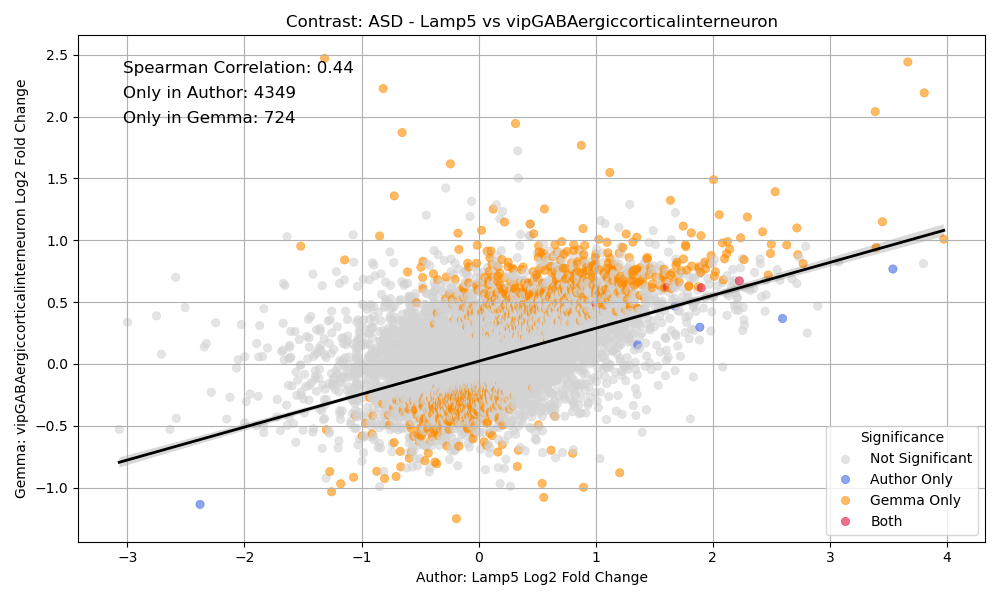 Contrast: ASD - Lamp5 vs vipGABAergiccorticalinterneuron
Spearman Correlation: 0.44
Only in Author: 4349
Only in Gemma: 724
Gemma: vipGABAergiccorticalinterneuron Log2 Fold Change
2.5
2.0
1.5
1.0
0.5
0.0
−0.5
−1.0
Significance
Not Significant
Author Only
Gemma Only
Both
−3 −2 −1 0 1 2 3 4
Author: Lamp5 Log2 Fold Change